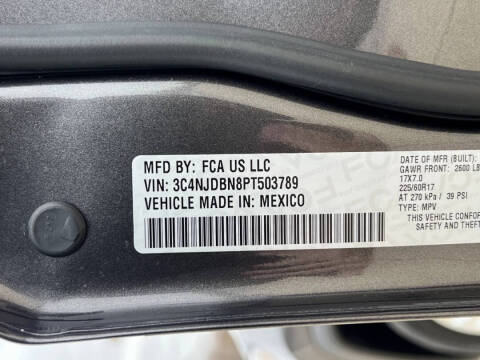 MFD BY: FCA US LLC
VIN: 3C4NJDBN8PT503789
VEHICLE MADE IN: MEXICO
DATE OF MFR (BUILT):
GAWR FRONT: 2600 LB
17X7.0
225/60R17
AT 270 kPa / 39 PSI
TYPE: MPV
THIS VEHICLE CONFOR
SAFETY AND THEFT